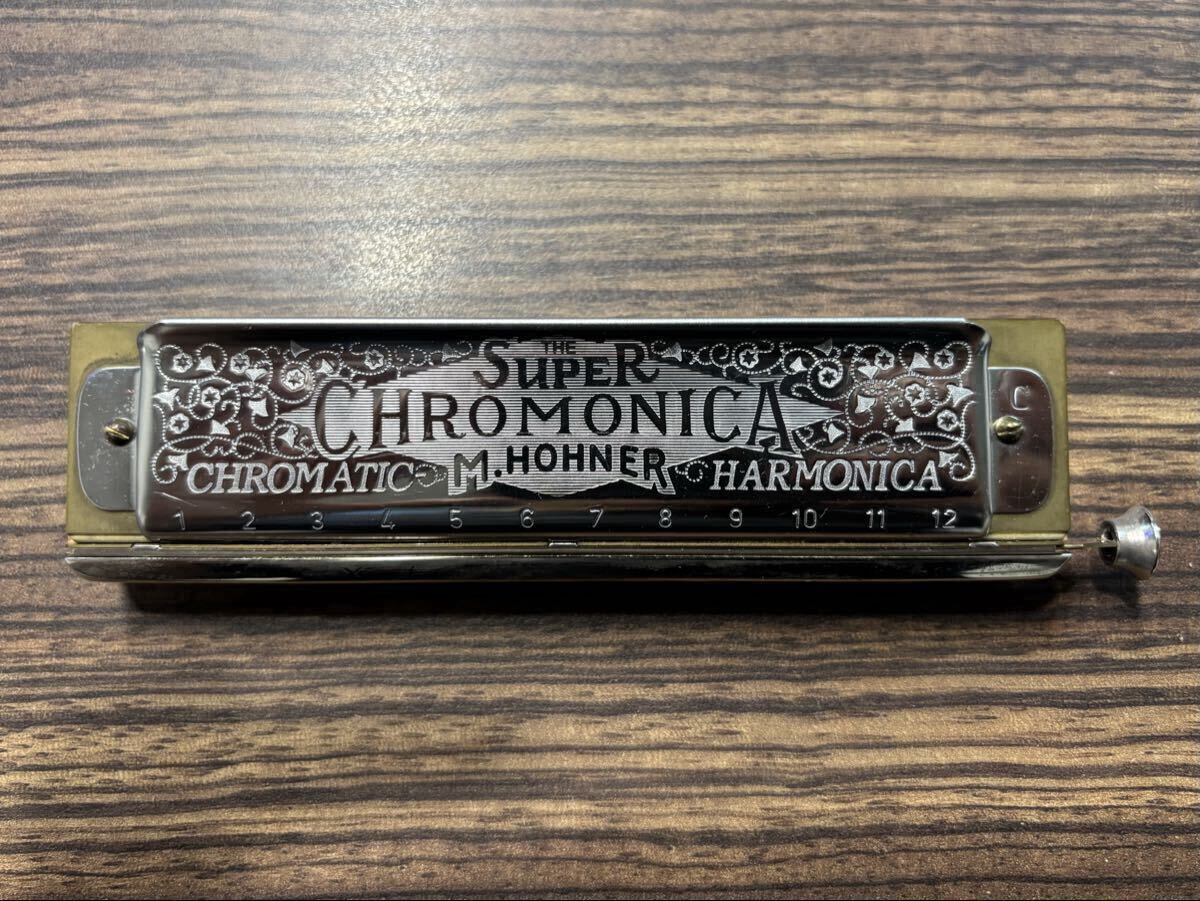 THE
SUPER
CHROMONICA
CHROMATIC M. HOHNER HARMONICA
1 2 3 4 5 6 7 8 9 10 11 12
C